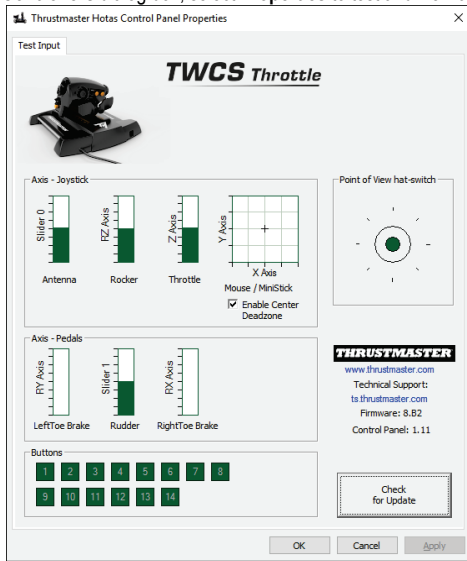 Thrustmaster Hotas Control Panel Properties
Test Input
TWCS Throttle
Axis - Joystick
Slider 0
RZ Axis
Z Axis
Y Axis
X Axis
Antenna
Rocker
Throttle
Mouse / MiniStick
Enable Center
Deadzone
Point of View hat-switch
Axis - Pedals
RY Axis
Slider 1
RX Axis
LeftToe Brake
Rudder
RightToe Brake
THRUSTMASTER
www.thrustmaster.com
Technical Support:
ts.thrustmaster.com
Firmware: 8.B2
Control Panel: 1.11
Buttons
1 2 3 4 5 6 7 8
9 10 11 12 13 14
Check
for Update
OK Cancel Apply